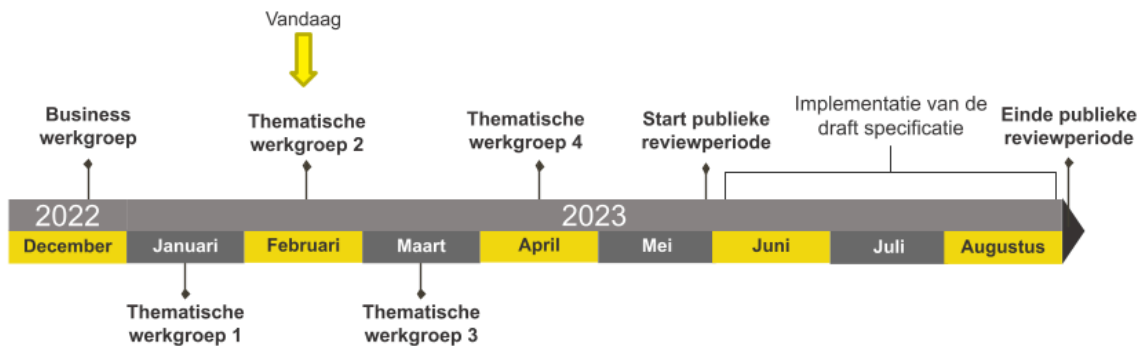 Vandaag
Business
werkgroep
Thematische
werkgroep 2
Thematische
werkgroep 4
Start publieke
reviewperiode
Implementatie van de
draft specificatie
Einde publieke
reviewperiode
2022
2023
December
Januari
Februari
Maart
April
Mei
Juni
Juli
Augustus
Thematische
werkgroep 1
Thematische
werkgroep 3